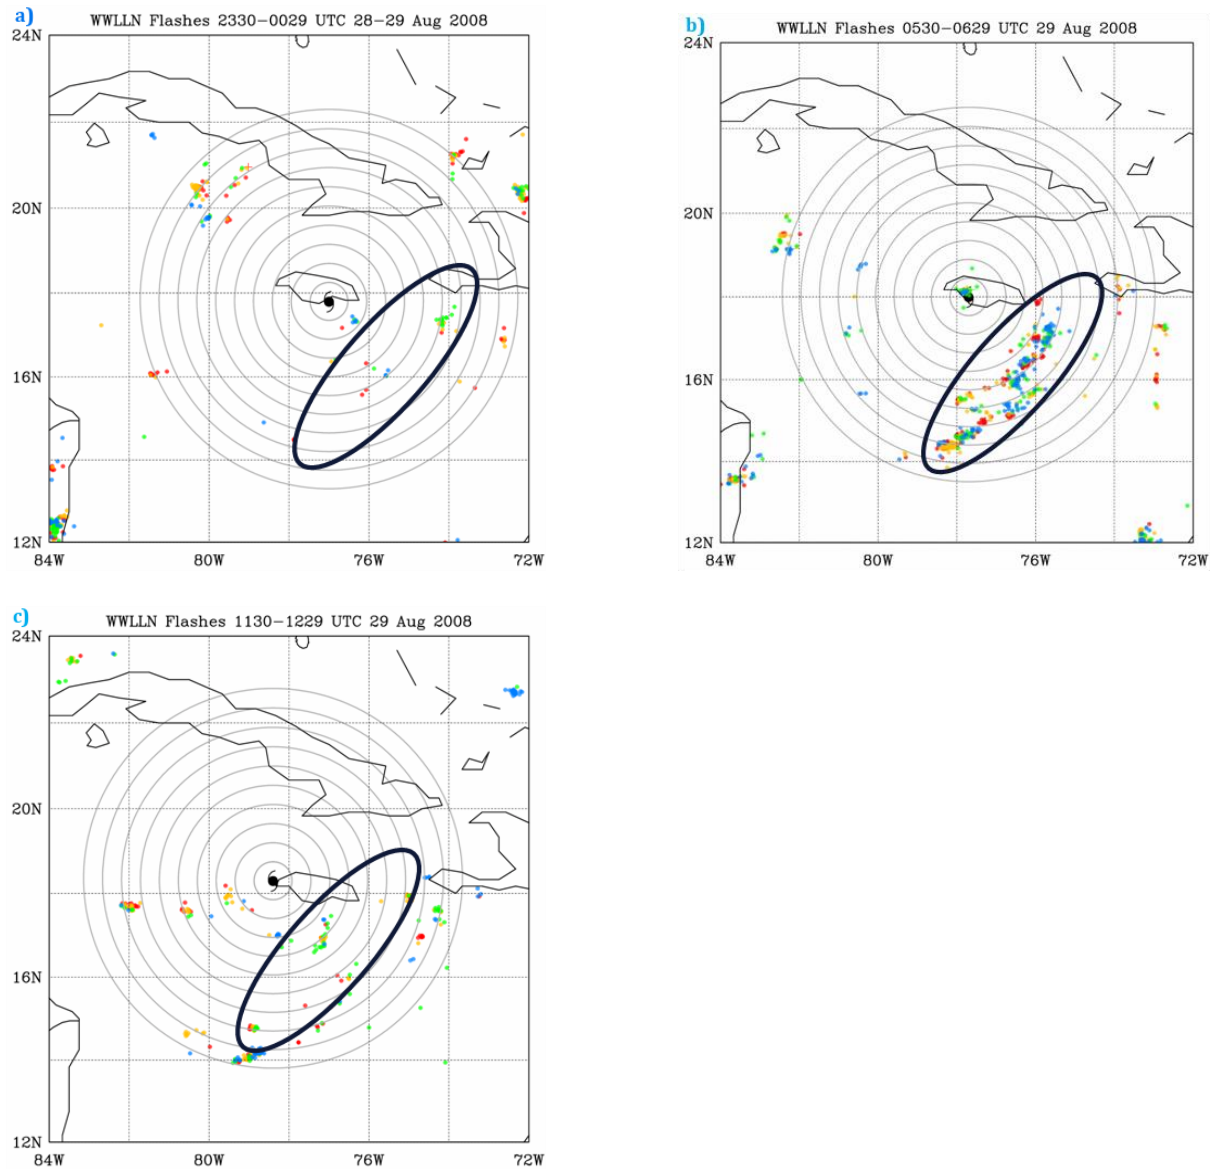 a)
WWLLN Flashes 2330-0029 UTC 28-29 Aug 2008
24N
20N
16N
12N
84W 80W 76W 72W
b)
WWLLN Flashes 0530-0629 UTC 29 Aug 2008
24N
20N
16N
12N
84W 80W 76W 72W
c)
WWLLN Flashes 1130-1229 UTC 29 Aug 2008
24N
20N
16N
12N
84W 80W 76W 72W